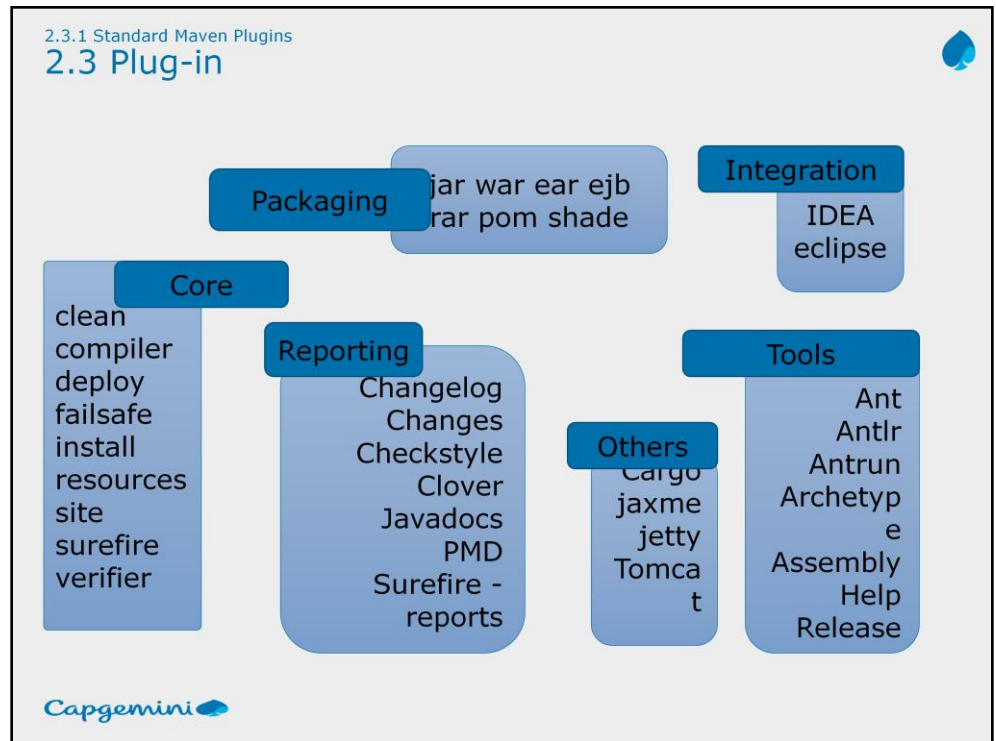 2.3.1 Standard Maven Plugins
2.3 Plug-in
Packaging
jar war ear ejb
rar pom shade
Integration
IDEA
eclipse
Core
clean
compiler
deploy
failsafe
install
resources
site
surefire
verifier
Reporting
Changelog
Changes
Checkstyle
Clover
Javadocs
PMD
Surefire -
reports
Others
Cargo
jaxme
jetty
Tomca
t
Tools
Ant
Antlr
Antrun
Archetyp
e
Assembly
Help
Release
Capgemini